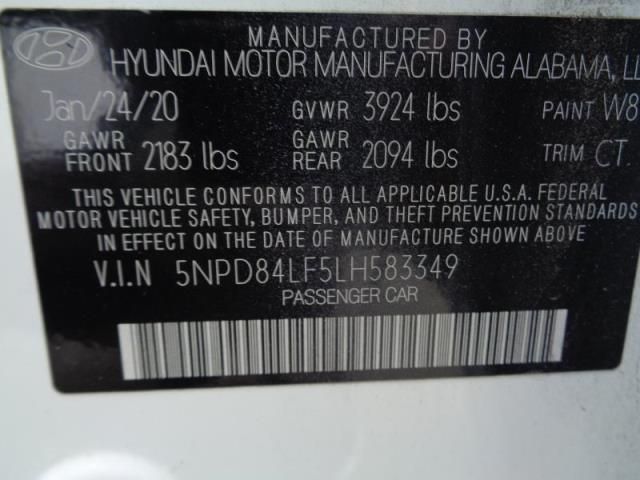 MANUFACTURED BY
HYUNDAI MOTOR MANUFACTURING ALABAMA,
Jan/24/20 GVWR 3924 lbs PAINT W8
GAWR FRONT 2183 lbs GAWR REAR 2094 lbs TRIM CT.
THIS VEHICLE CONFORMS TO ALL APPLICABLE U.S.A. FEDERAL
MOTOR VEHICLE SAFETY, BUMPER, AND THEFT PREVENTION STANDARDS
IN EFFECT ON THE DATE OF MANUFACTURE SHOWN ABOVE
V.I.N 5NPD84LF5LH583349
PASSENGER CAR